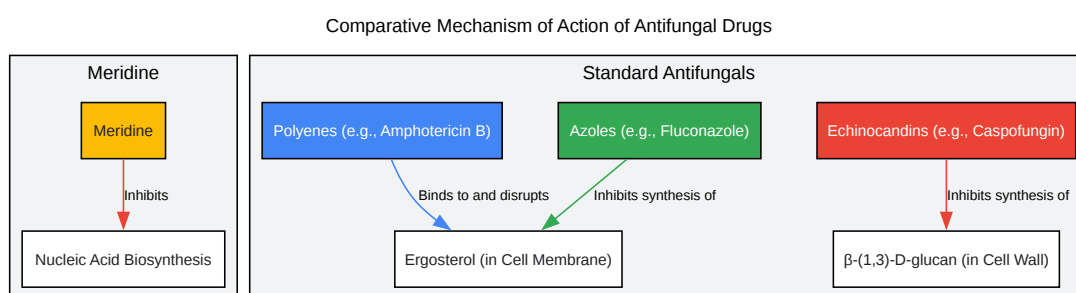 Comparative Mechanism of Action of Antifungal Drugs
Meridine
Standard Antifungals
Meridine
Polyenes (e.g., Amphotericin B)
Azoles (e.g., Fluconazole)
Echinocandins (e.g., Caspofungin)
Inhibits
Binds to and disrupts
Inhibits synthesis of
Inhibits synthesis of
Nucleic Acid Biosynthesis
Ergosterol (in Cell Membrane)
β-(1,3)-D-glucan (in Cell Wall)